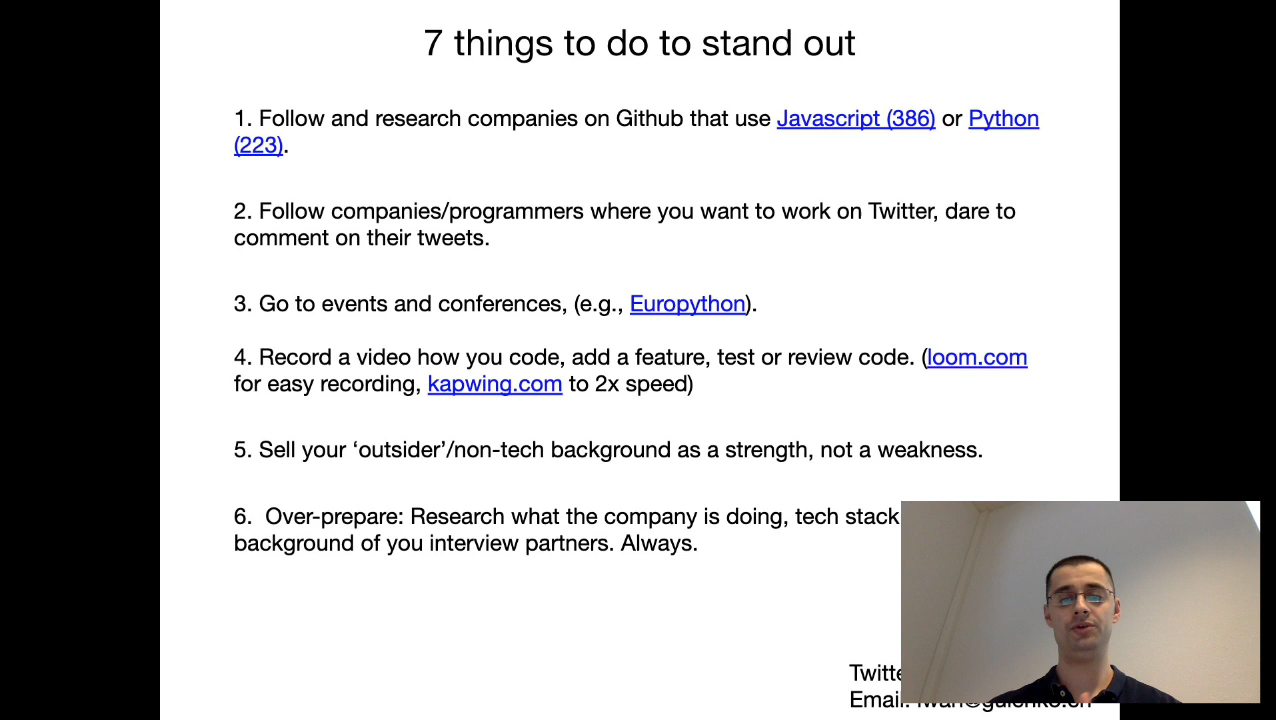 7 things to do to stand out
1. Follow and research companies on Github that use Javascript (386) or Python
(223).
2. Follow companies/programmers where you want to work on Twitter, dare to
comment on their tweets.
3. Go to events and conferences, (e.g., Europython).
4. Record a video how you code, add a feature, test or review code. (loom.com
for easy recording, kapwing.com to 2x speed)
5. Sell your ‘outsider’/non-tech background as a strength, not a weakness.
6. Over-prepare: Research what the company is doing, tech stack
background of you interview partners. Always.
Email: